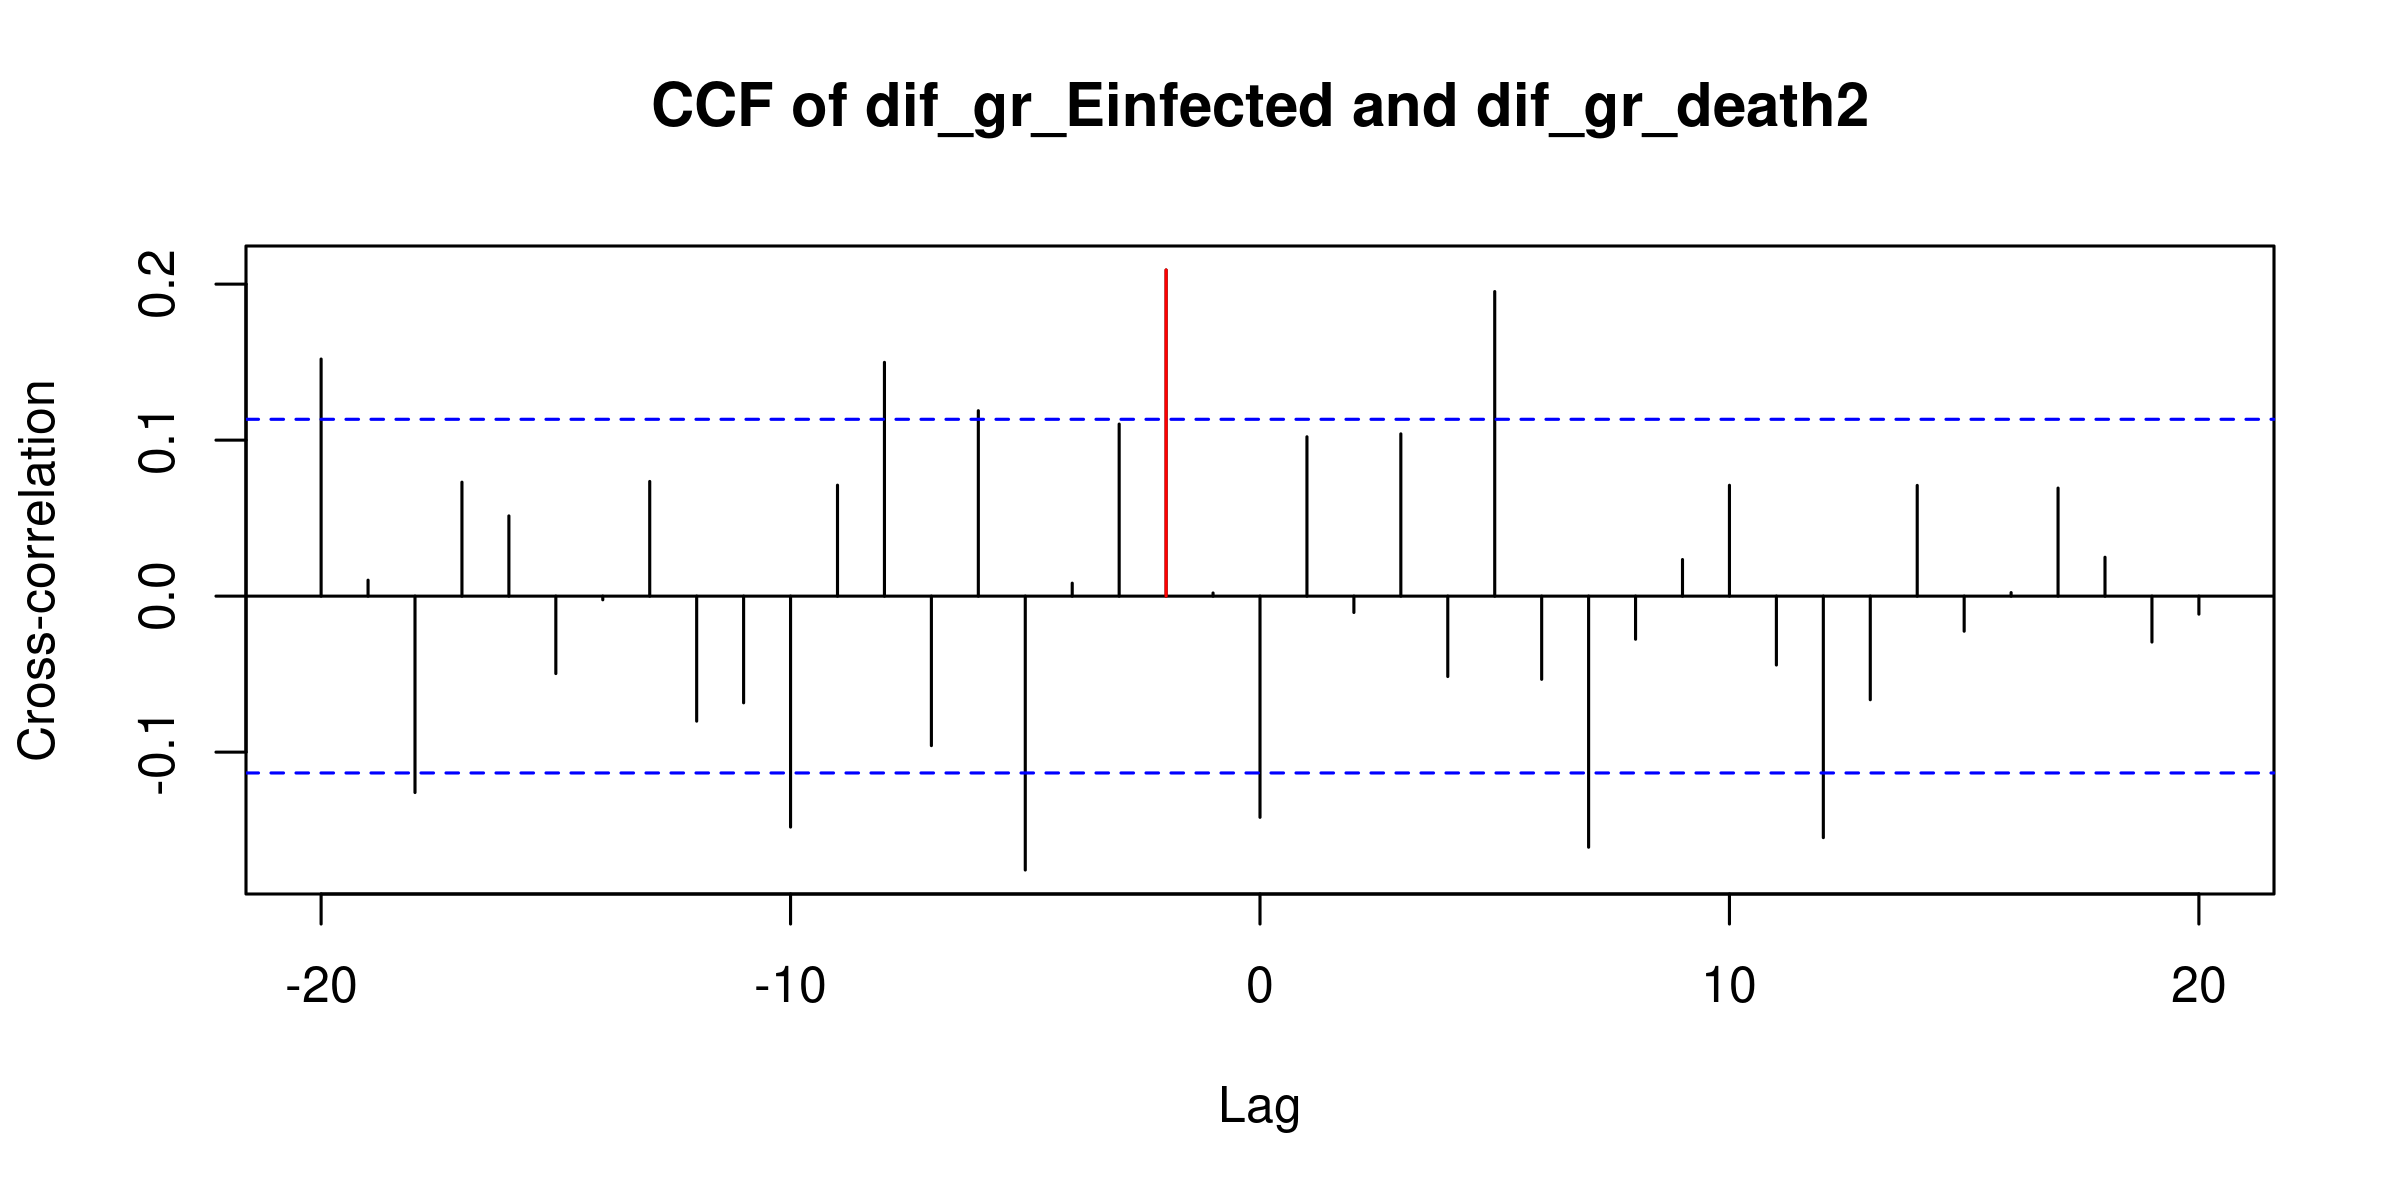 CCF of dif_gr_Einfected and dif_gr_death2
Cross-correlation
0.2
0.1
0.0
-0.1
-20 -10 0 10 20
Lag